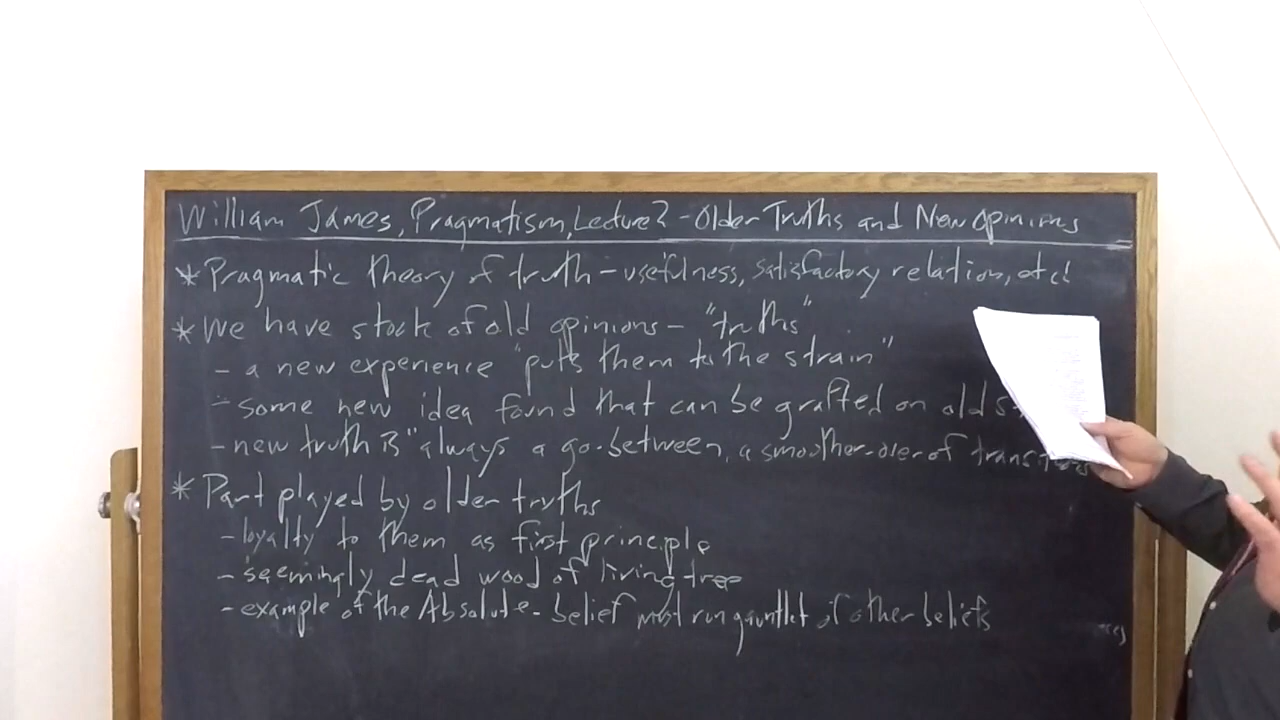 William James, Pragmatism, Lecture 2 - Older Truths and New Opinions
* Pragmatic theory of truth - usefulness, satisfactory relation, etc!
* We have stock of old opinions - "truths"
- a new experience "puts them to the strain"
- some new idea found that can be grafted on old
- new truth is "always a go-between, a smoother-over of transitions
* Part played by older truths
- loyalty to them as first principle
- seemingly dead wood of living tree
- example of the Absolute - belief must run gauntlet of other beliefs